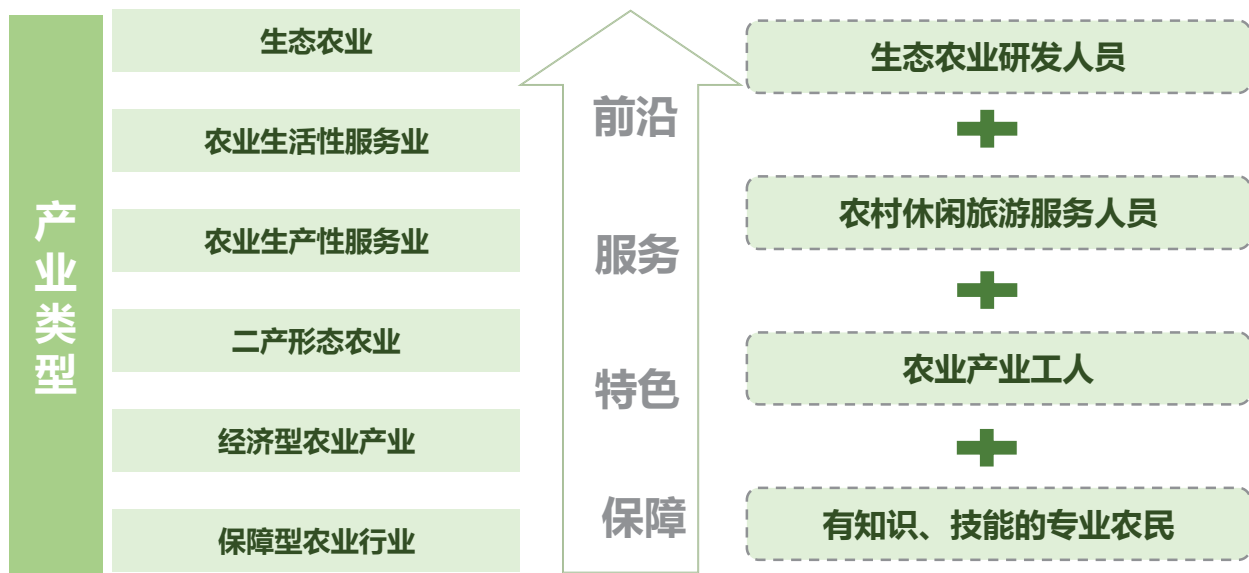 产业类型
生态农业
农业生活性服务业
农业生产性服务业
二产形态农业
经济型农业产业
保障型农业行业
前沿
服务
特色
保障
生态农业研发人员
农村休闲旅游服务人员
农业产业工人
有知识、技能的专业农民